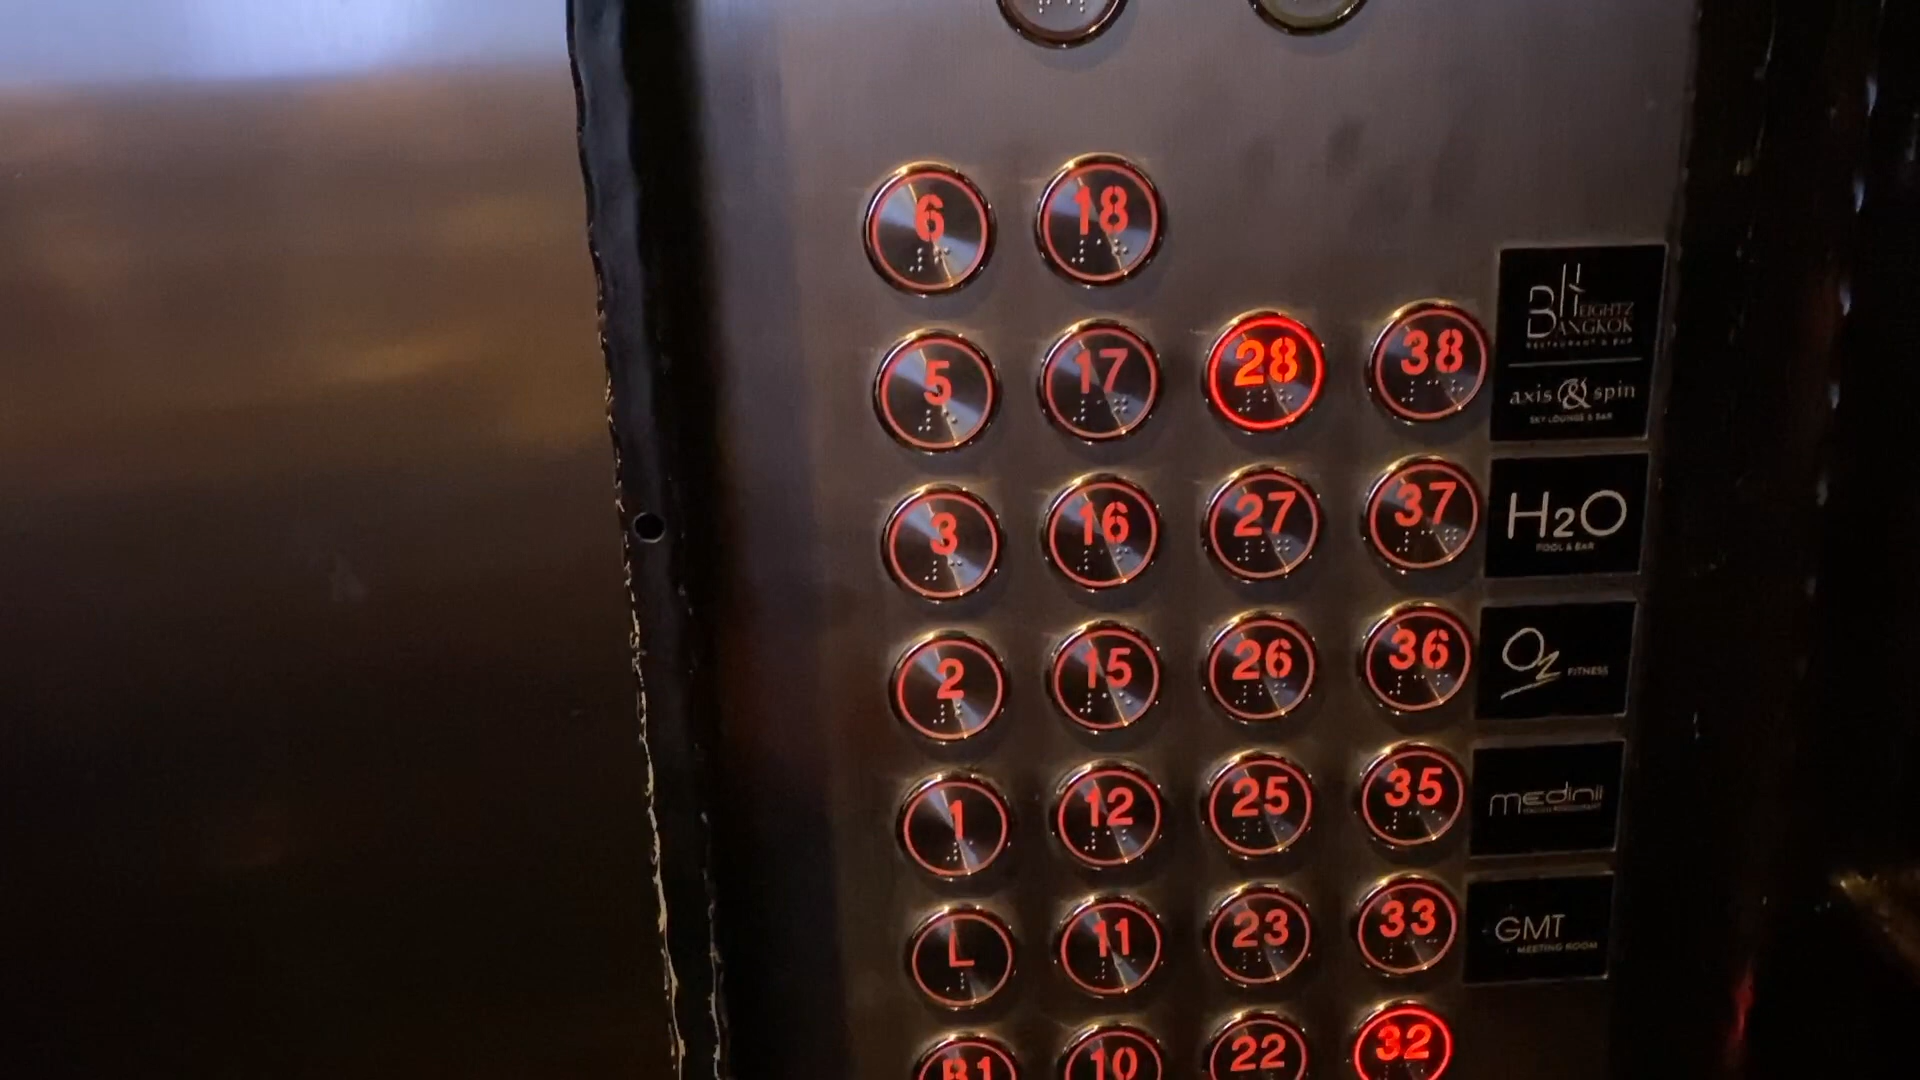 6 18
5 17 28 38
BHEIGHTZ
BANGKOK
RESTAURANT & BAR
axis & spin
SKY LOUNGE & BAR
3 16 27 37
H2O
POOL & BAR
2 15 26 36
O2 FITNESS
1 12 25 35
medinii
L 11 23 33
GMT
MEETING ROOM
B1 10 22 32